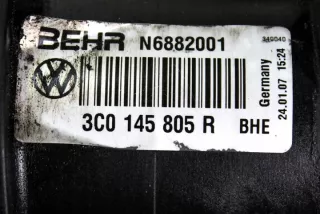 BEHR N6882001
3C0 145 805 R BHE
Germany
24.01.07 15:24